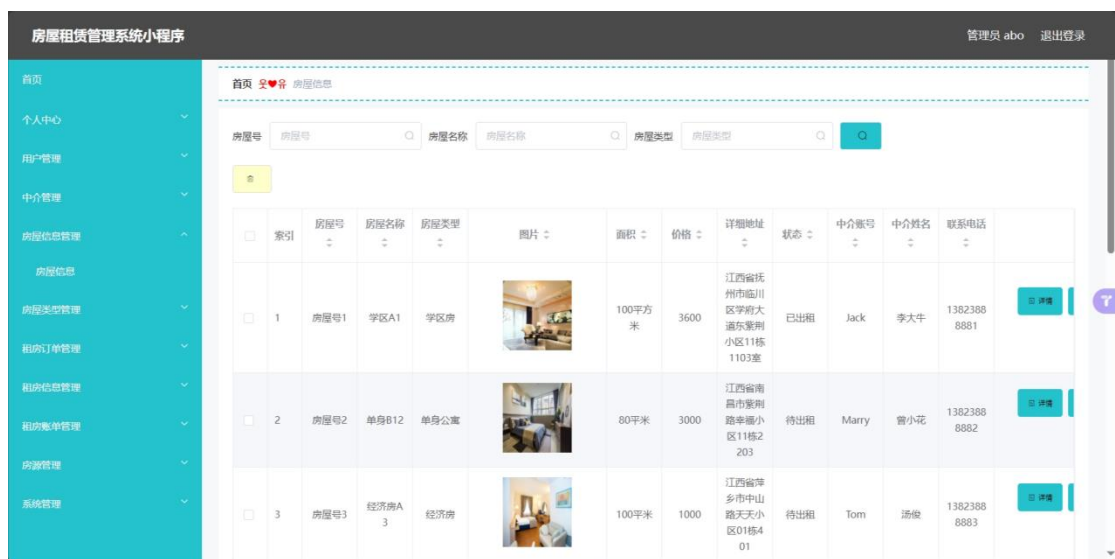 房屋租赁管理系统小程序
管理员 abo 退出登录
首页
个人中心
用户管理
中介管理
房屋信息管理
房屋信息
房屋类型管理
租房订单管理
租房信息管理
租房账单管理
房源管理
系统管理
首页 웃♥유 房屋信息
房屋号 房屋号 房屋名称 房屋名称 房屋类型 房屋类型
索引 房屋号 房屋名称 房屋类型 图片 面积 价格 详细地址 状态 中介账号 中介姓名 联系电话
1 房屋号1 学区A1 学区房 100平方
米 3600 江西省抚
州市临川
区学府大
道东紫荆
小区11栋
1103室 已出租 Jack 李大牛 1382388
8881 详情
2 房屋号2 单身B12 单身公寓 80平米 3000 江西省南
昌市紫荆
路幸福小
区11栋2
203 待出租 Marry 曾小花 1382388
8882 详情
3 房屋号3 经济房A
3 经济房 100平米 1000 江西省萍
乡市中山
路天天小
区01栋4
01 待出租 Tom 汤俊 1382388
8883 详情